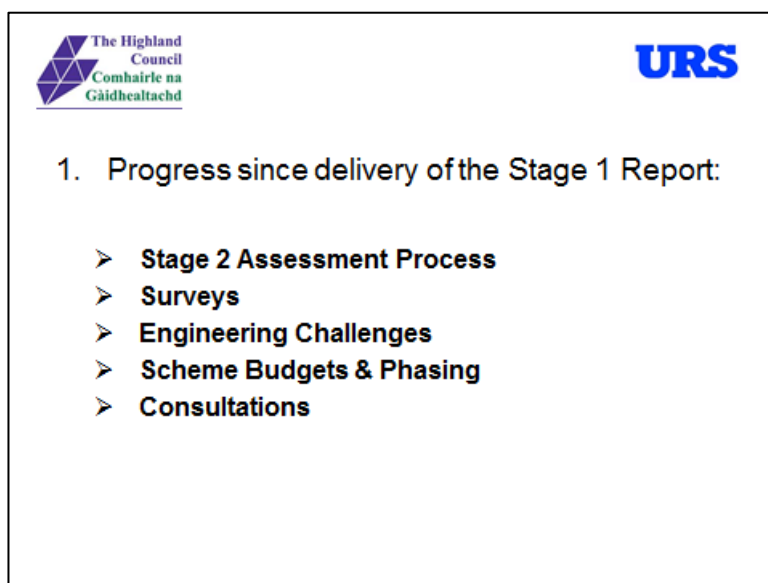 The Highland
Council
Comhairle na
Gàidhealtachd
URS
1. Progress since delivery of the Stage 1 Report:
➢ Stage 2 Assessment Process
➢ Surveys
➢ Engineering Challenges
➢ Scheme Budgets & Phasing
➢ Consultations